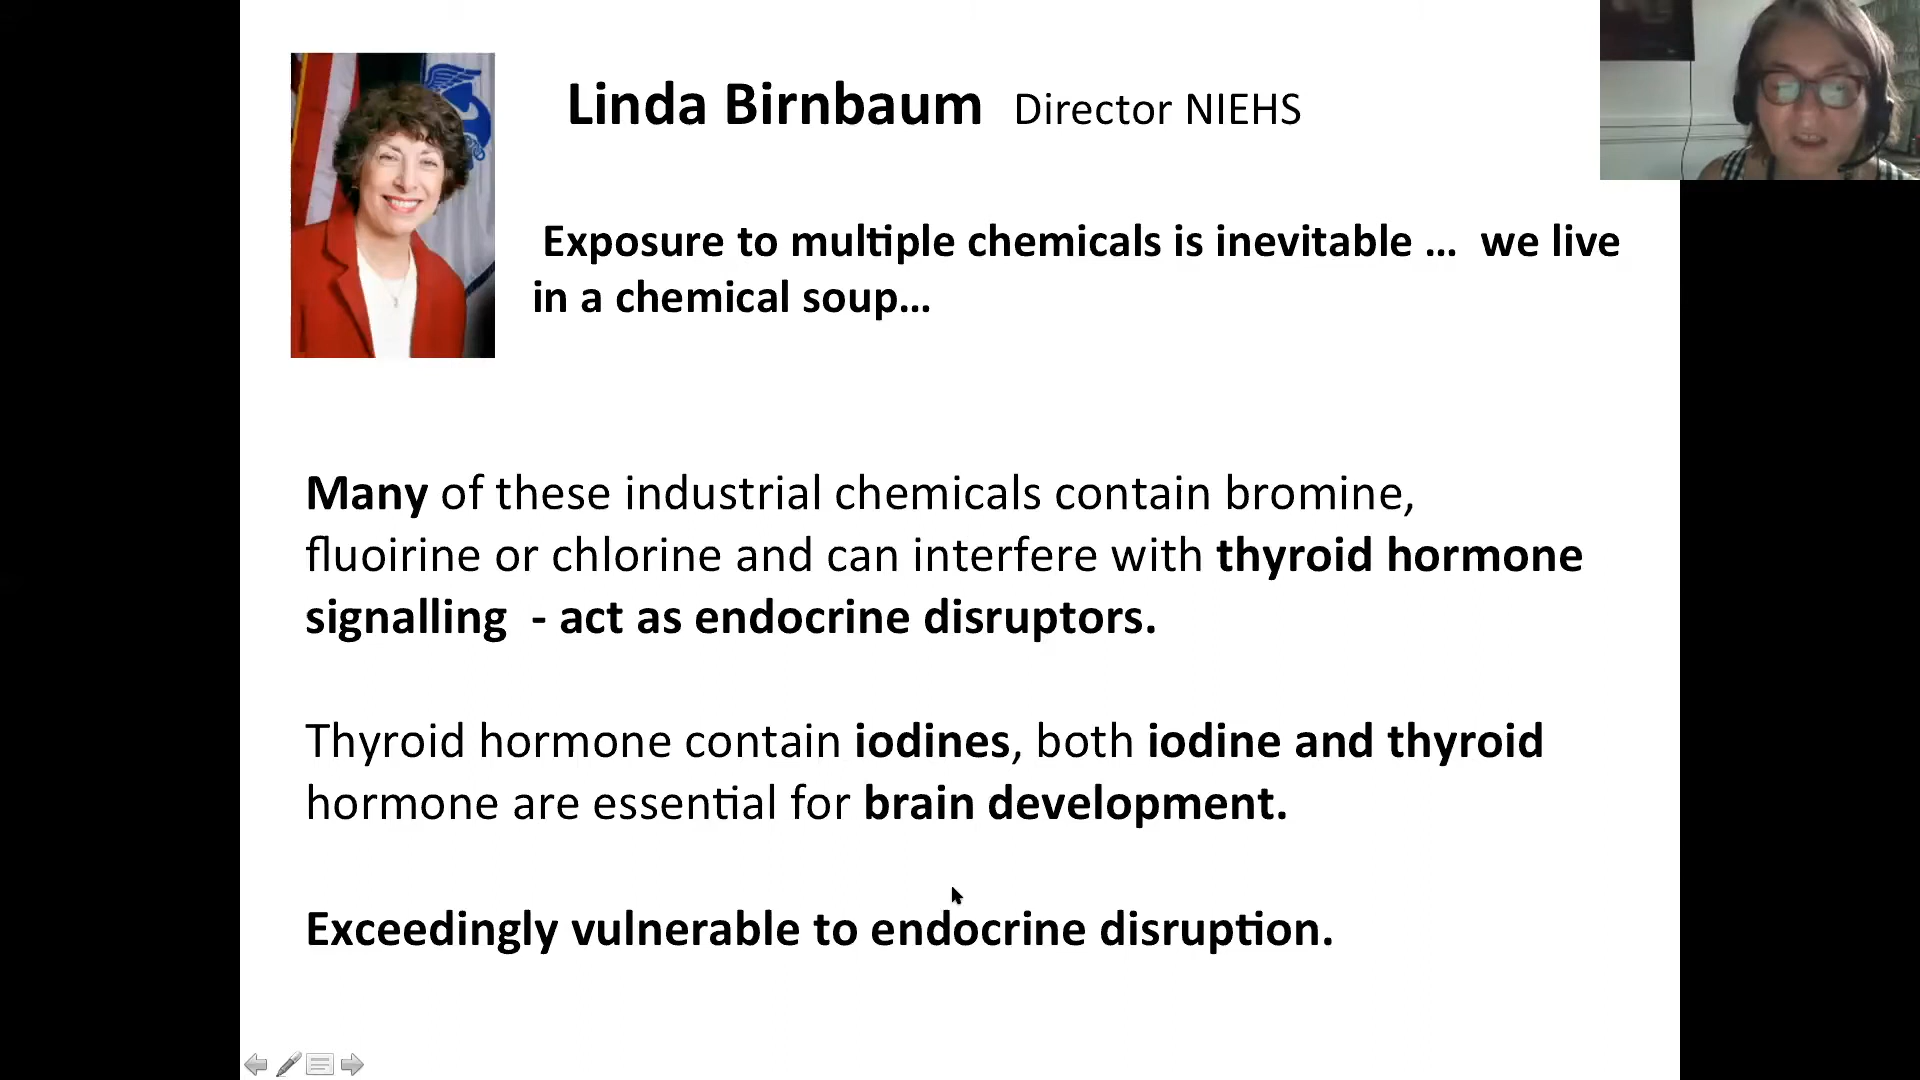 Linda Birnbaum Director NIEHS
Exposure to multiple chemicals is inevitable ... we live
in a chemical soup...
Many of these industrial chemicals contain bromine,
fluoirine or chlorine and can interfere with thyroid hormone
signalling - act as endocrine disruptors.
Thyroid hormone contain iodines, both iodine and thyroid
hormone are essential for brain development.
Exceedingly vulnerable to endocrine disruption.